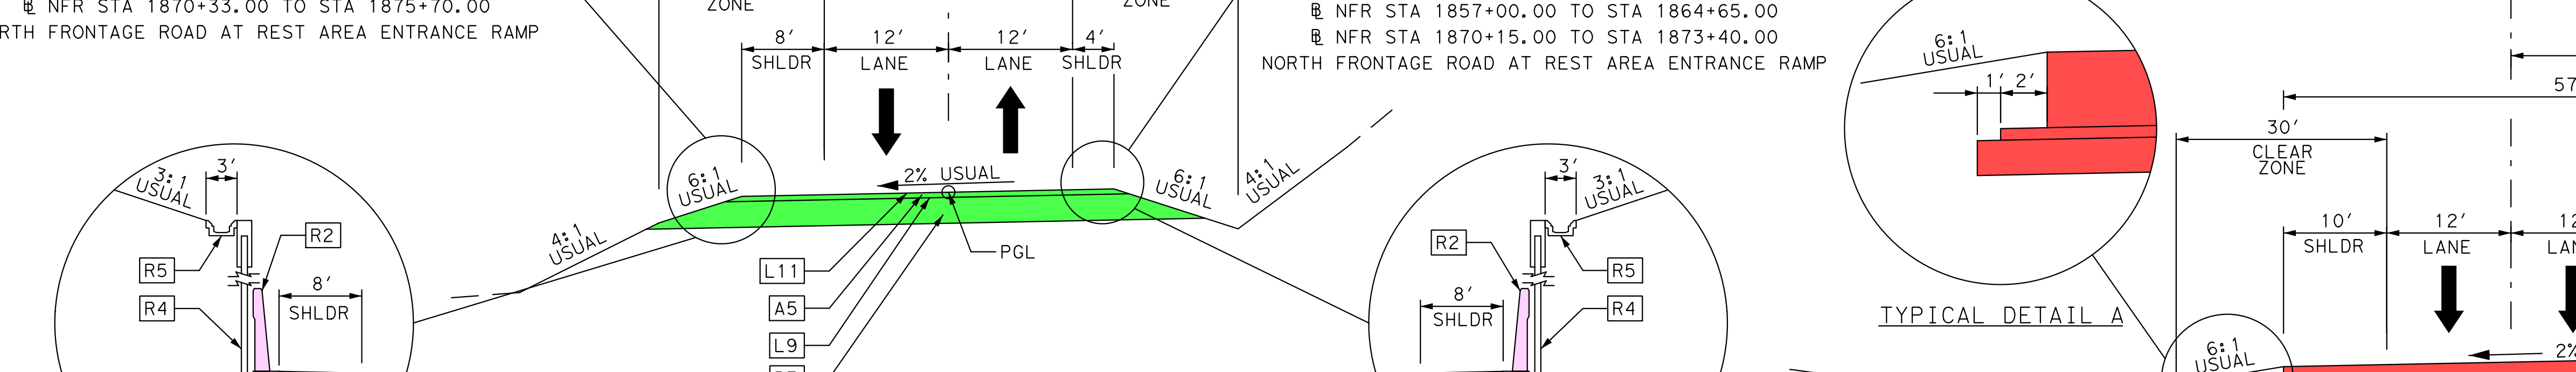 ZONE
ZONE
℄ NFR STA 1870+33.00 TO STA 1875+70.00
RTH FRONTAGE ROAD AT REST AREA ENTRANCE RAMP
℄ NFR STA 1857+00.00 TO STA 1864+65.00
℄ NFR STA 1870+15.00 TO STA 1873+40.00
NORTH FRONTAGE ROAD AT REST AREA ENTRANCE RAMP
8' 12' 12' 4'
SHLDR LANE LANE SHLDR
2% USUAL
6:1
USUAL
6:1
USUAL
4:1
USUAL
4:1
USUAL
PGL
L11
A5
L9
3:1
USUAL
3'
R2
R5
R4
8'
SHLDR
3'
3:1
USUAL
R2
R5
R4
8'
SHLDR
6:1
USUAL
1' 2'
TYPICAL DETAIL A
57
30'
CLEAR
ZONE
10' 12' 12
SHLDR LANE LAN
6:1
USUAL
2%